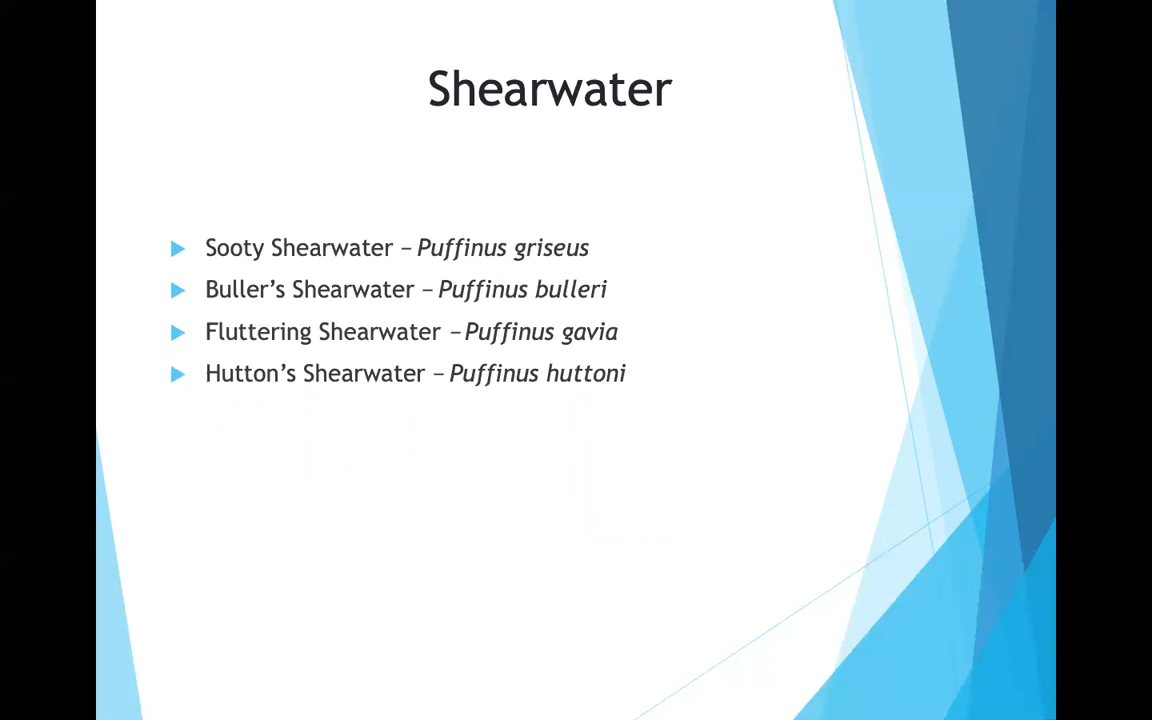 Shearwater
Sooty Shearwater – Puffinus griseus
Buller’s Shearwater – Puffinus bulleri
Fluttering Shearwater – Puffinus gavia
Hutton’s Shearwater – Puffinus huttoni